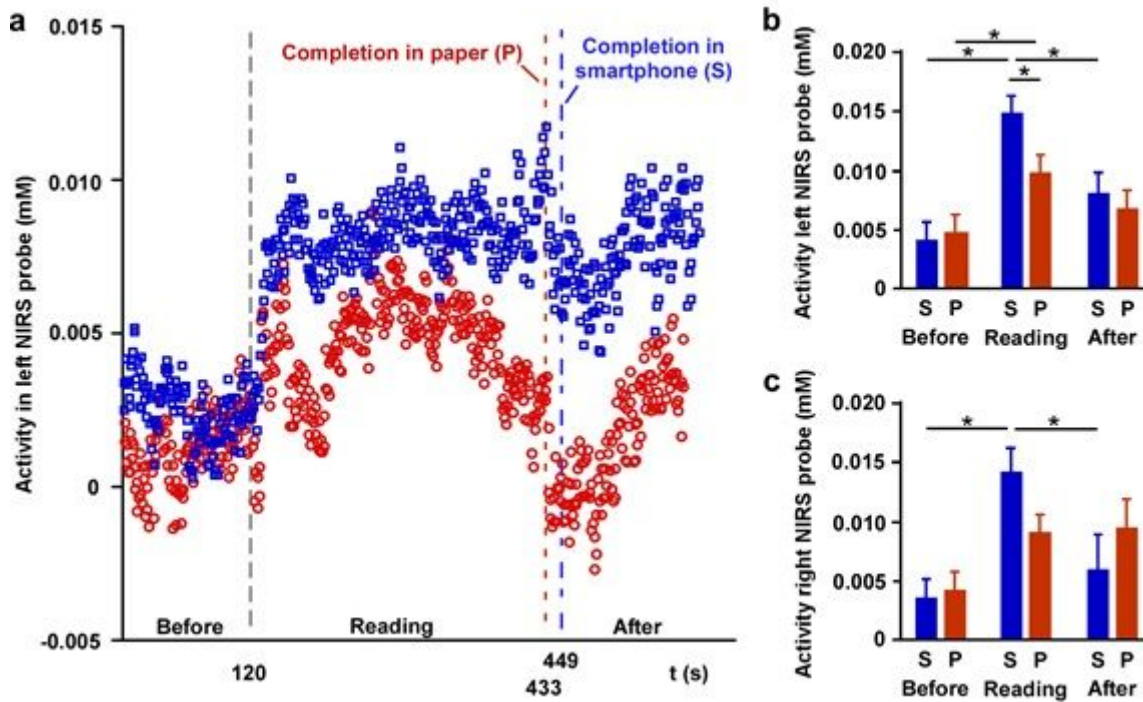 a
0.015
0.010
0.005
0
-0.005
Activity in left NIRS probe (mM)
Completion in paper (P)
Completion in
smartphone (S)
Before
Reading
After
120
449
433
t (s)
b
Activity left NIRS probe (mM)
0.020
0.015
0.010
0.005
0
*
*
*
*
S P S P S P
Before Reading After
c
Activity right NIRS probe (mM)
0.020
0.015
0.010
0.005
0
*
*
S P S P S P
Before Reading After